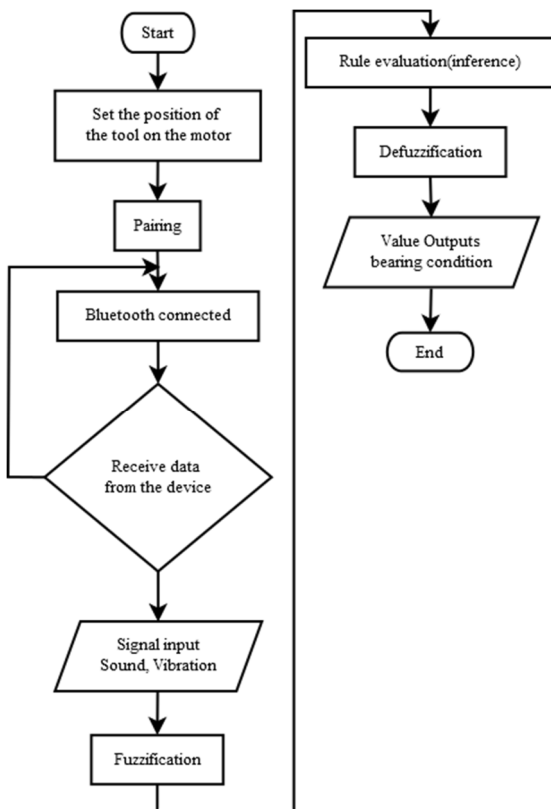 Start
Set the position of
the tool on the motor
Pairing
Bluetooth connected
Receive data
from the device
Signal input
Sound, Vibration
Fuzzification
Rule evaluation(inference)
Defuzzification
Value Outputs
bearing condition
End